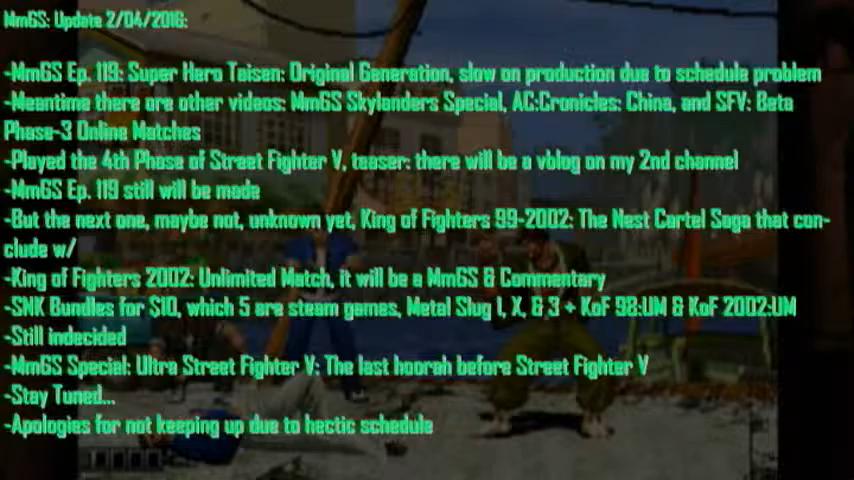 MmGS: Update 2/04/2016:
-MmGS Ep. 119: Super Hero Taisen: Original Generation, slow on production due to schedule problem
-Meantime there are other videos: MmGS Skylanders Special, AC:Cronicles: China, and SFV: Beta
Phase-3 Online Matches
-Played the 4th Phase of Street Fighter V, teaser: there will be a vblog on my 2nd channel
-MmGS Ep. 119 still will be made
-But the next one, maybe not, unknown yet, King of Fighters 99-2002: The Nest Cartel Saga that con-
clude w/
-King of Fighters 2002: Unlimited Match, it will be a MmGS & Commentary
-SNK Bundles for $10, which 5 are steam games, Metal Slug 1, X, & 3 + KoF 98:UM & KoF 2002:UM
-Still indecided
-MmGS Special: Ultra Street Fighter V: The last hoorah before Street Fighter V
-Stay Tuned...
-Apologies for not keeping up due to hectic schedule